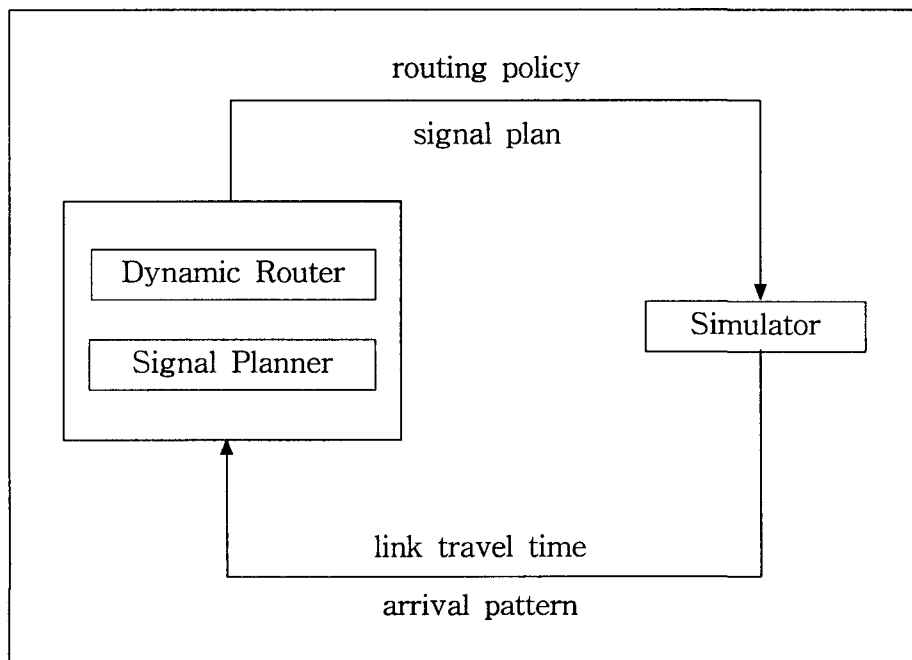 routing policy
signal plan
Dynamic Router
Signal Planner
Simulator
link travel time
arrival pattern